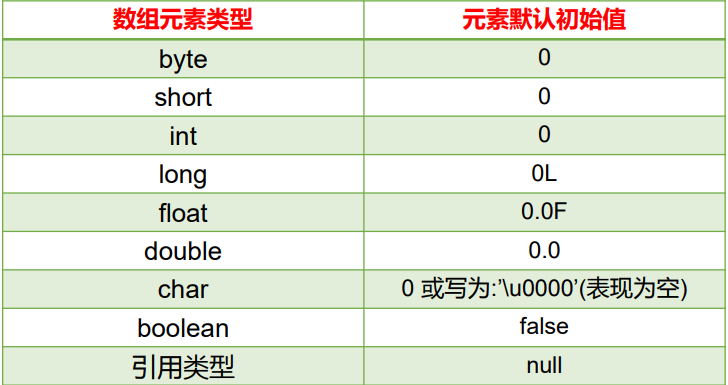 数组元素类型 元素默认初始值
byte 0
short 0
int 0
long 0L
float 0.0F
double 0.0
char 0 或写为:’\u0000’(表现为空)
boolean false
引用类型 null